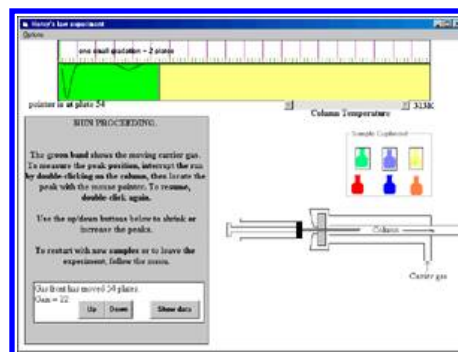 Henry's law experiment
Options
one small gradation = 2 plates
pointer is at plate 54
313K
Column Temperature
RUN PROCEEDING.
The green band shows the moving carrier gas.
To measure the peak position, interrupt the run
by double-clicking on the column, then locate the
peak with the mouse pointer. To resume,
double-click again.
Use the up/down buttons below to shrink or
increase the peaks.
To restart with new samples or to leave the
experiment, follow the menu.
Gas front has moved 54 plates.
Gain = 22
Up Down Show data
Sample Cupboard
Column
Carrier gas